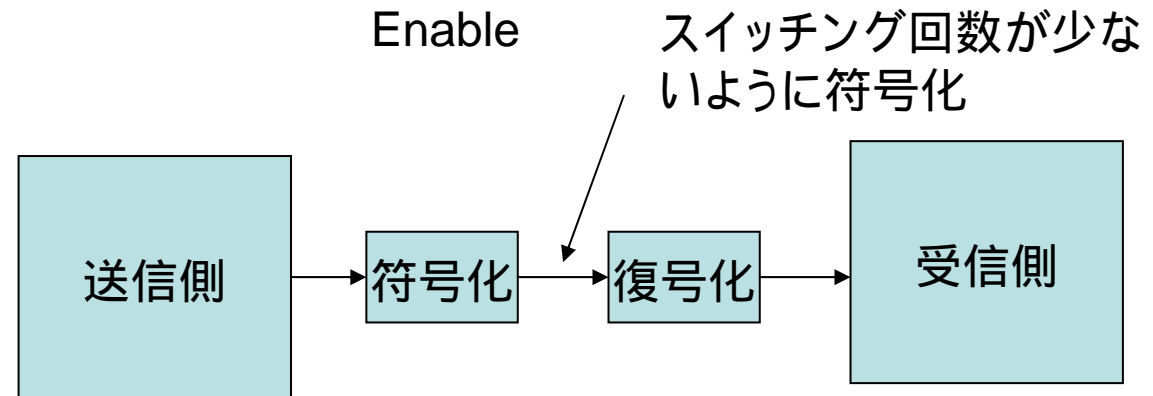 Enable
スイッチング回数が少な
いように符号化
送信側
符号化
復号化
受信側